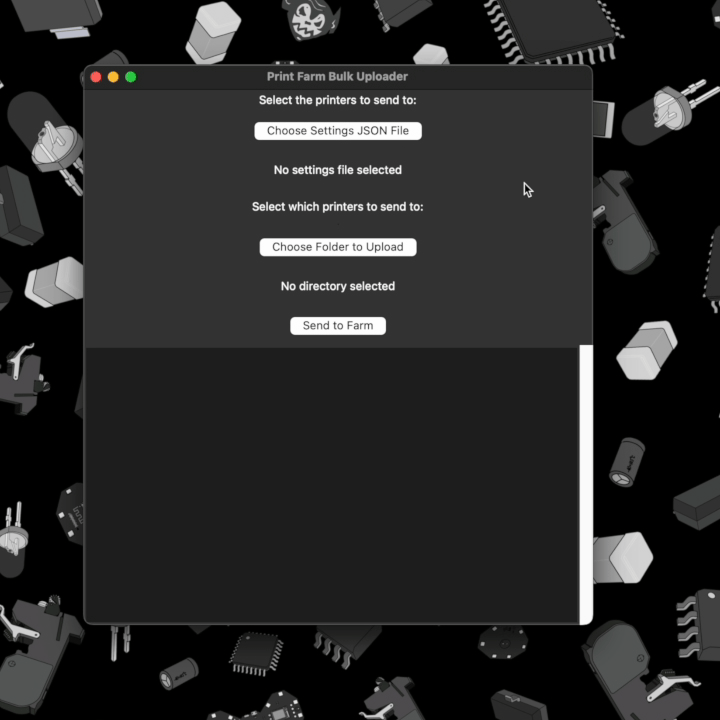 Print Farm Bulk Uploader
Select the printers to send to:
Choose Settings JSON File
No settings file selected
Select which printers to send to:
Choose Folder to Upload
No directory selected
Send to Farm